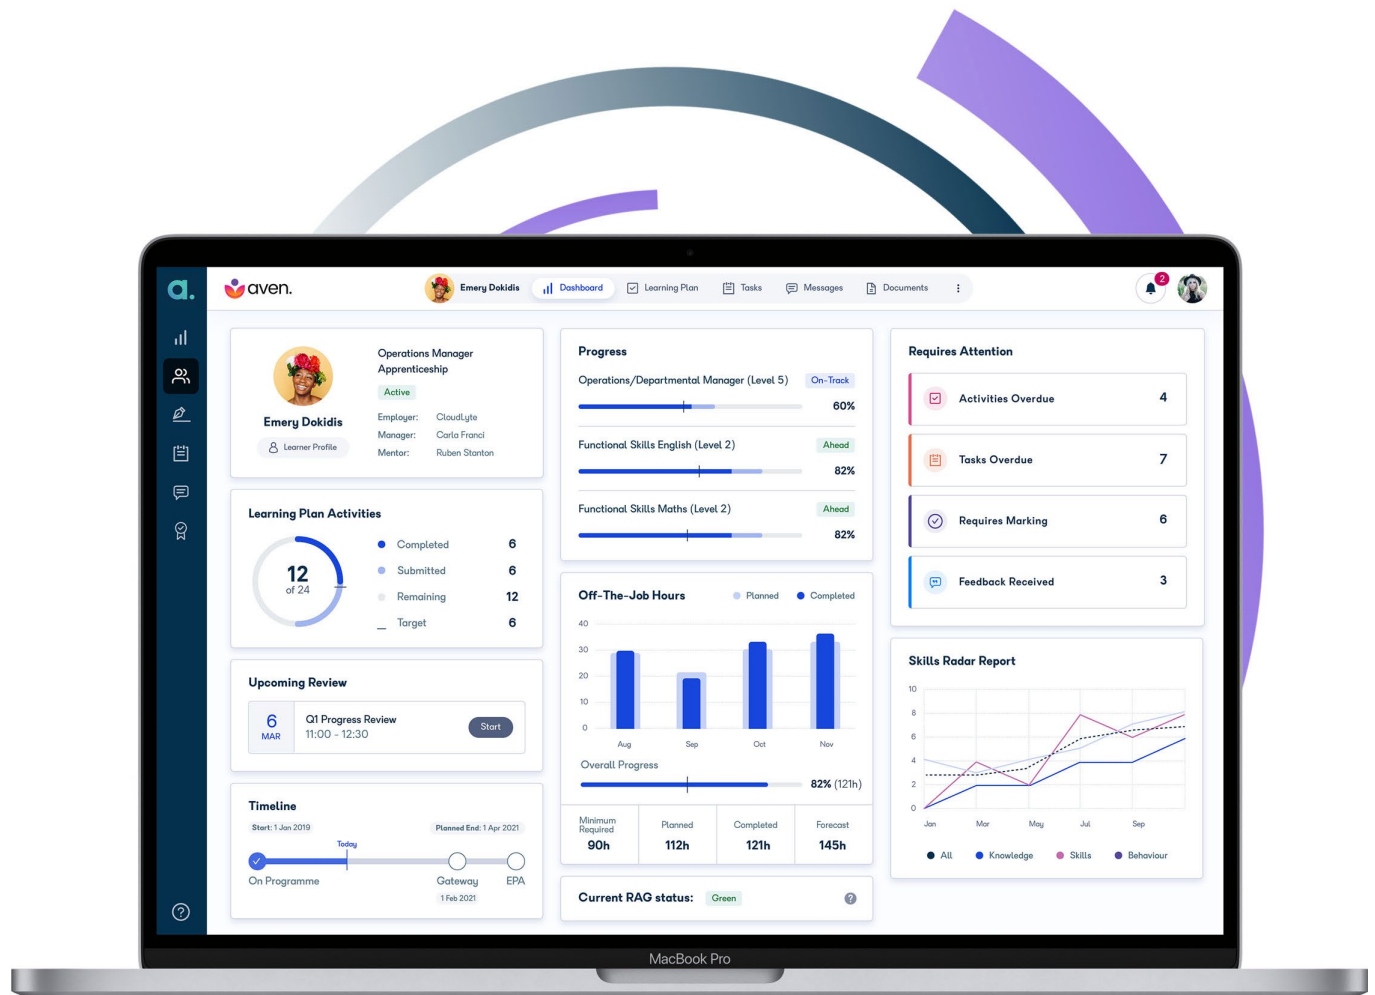 a.
aven.
Emery Dokidis
Dashboard
Learning Plan
Tasks
Messages
Documents
2
Operations Manager
Apprenticeship
Active
Emery Dokidis
Learner Profile
Employer: CloudLyte
Manager: Carla Franci
Mentor: Ruben Stanton
Learning Plan Activities
12
of 24
Completed 6
Submitted 6
Remaining 12
Target 6
Upcoming Review
6
MAR
Q1 Progress Review
11:00 - 12:30
Start
Timeline
Start: 1 Jan 2019
Planned End: 1 Apr 2021
Today
On Programme
Gateway
EPA
1 Feb 2021
Progress
Operations/Departmental Manager (Level 5) On-Track
60%
Functional Skills English (Level 2) Ahead
82%
Functional Skills Maths (Level 2) Ahead
82%
Off-The-Job Hours
Planned
Completed
40
30
20
10
0
Aug Sep Oct Nov
Overall Progress
82% (121h)
Minimum
Required
90h
Planned
112h
Completed
121h
Forecast
145h
Current RAG status: Green
?
Requires Attention
Activities Overdue 4
Tasks Overdue 7
Requires Marking 6
Feedback Received 3
Skills Radar Report
10
8
6
4
2
0
Jan Mar May Jul Sep
All
Knowledge
Skills
Behaviour
?
MacBook Pro